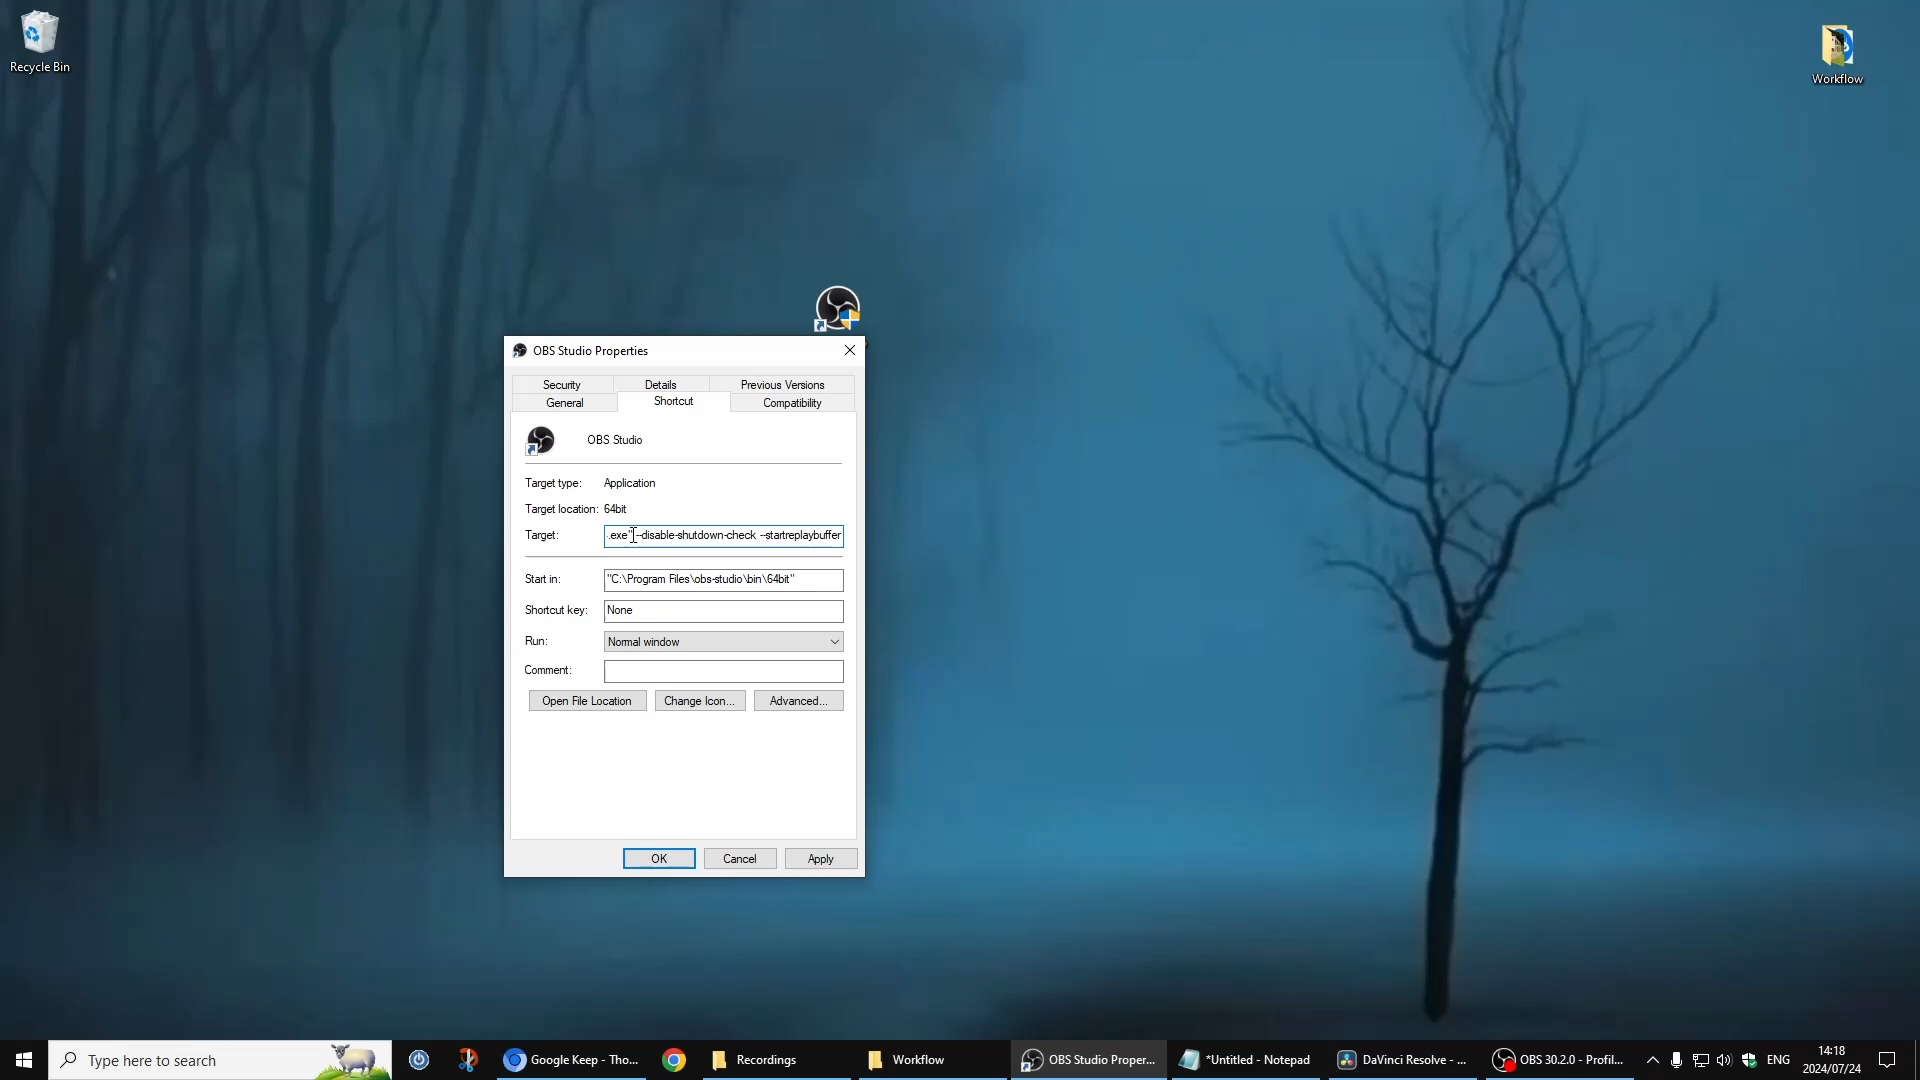 Recycle Bin
Workflow
OBS Studio Properties
Security
Details
Previous Versions
General
Shortcut
Compatibility
OBS Studio
Target type:
Application
Target location:
64bit
Target:
.exe" --disable-shutdown-check --startreplaybuffer
Start in:
"C:\Program Files\obs-studio\bin\64bit"
Shortcut key:
None
Run:
Normal window
Comment:
Open File Location
Change Icon...
Advanced...
OK
Cancel
Apply
Type here to search
Google Keep - Tho...
Recordings
Workflow
OBS Studio Proper...
*Untitled - Notepad
DaVinci Resolve - ...
OBS 30.2.0 - Profil...
ENG
14:18
2024/07/24